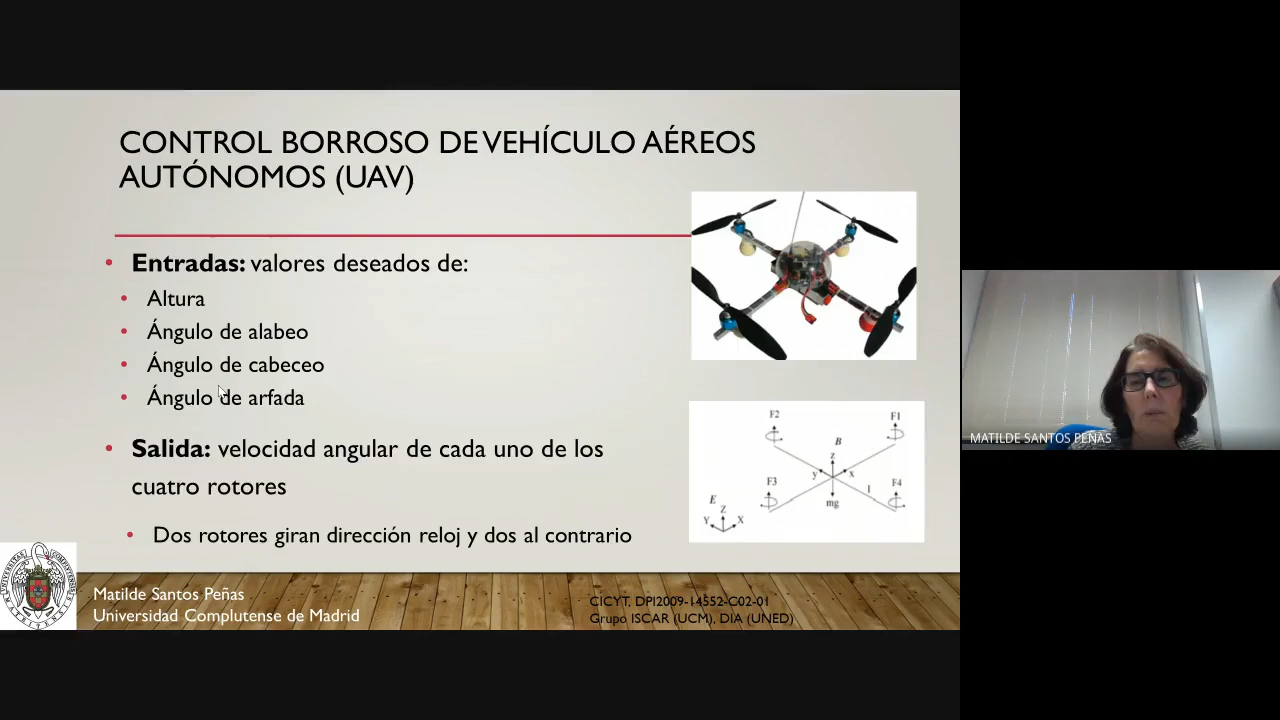 CONTROL BORROSO DE VEHÍCULO AÉREOS
AUTÓNOMOS (UAV)
• Entradas: valores deseados de:
• Altura
• Ángulo de alabeo
• Ángulo de cabeceo
• Ángulo de arfada
• Salida: velocidad angular de cada uno de los
cuatro rotores
• Dos rotores giran dirección reloj y dos al contrario
F2
F1
B
z
y
x
F3
F4
l
mg
E
Z
Y
X
Matilde Santos Peñas
Universidad Complutense de Madrid
CICYT, DPI2009-14552-C02-01
Grupo ISCAR (UCM), DIA (UNED)
MATILDE SANTOS PEÑAS